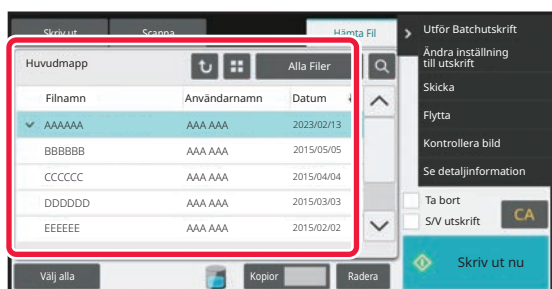 Skriv ut Scanna Hämta Fil
Huvudmapp Alla Filer
Filnamn Användarnamn Datum
AAAAAA AAA AAA 2023/02/13
BBBBBB AAA AAA 2015/05/05
CCCCCC AAA AAA 2015/04/04
DDDDDD AAA AAA 2015/03/03
EEEEEE AAA AAA 2015/02/02
Välj alla Kopior Radera
Utför Batchutskrift
Ändra inställning
till utskrift
Skicka
Flytta
Kontrollera bild
Se detaljinformation
Ta bort
S/V utskrift CA
Skriv ut nu